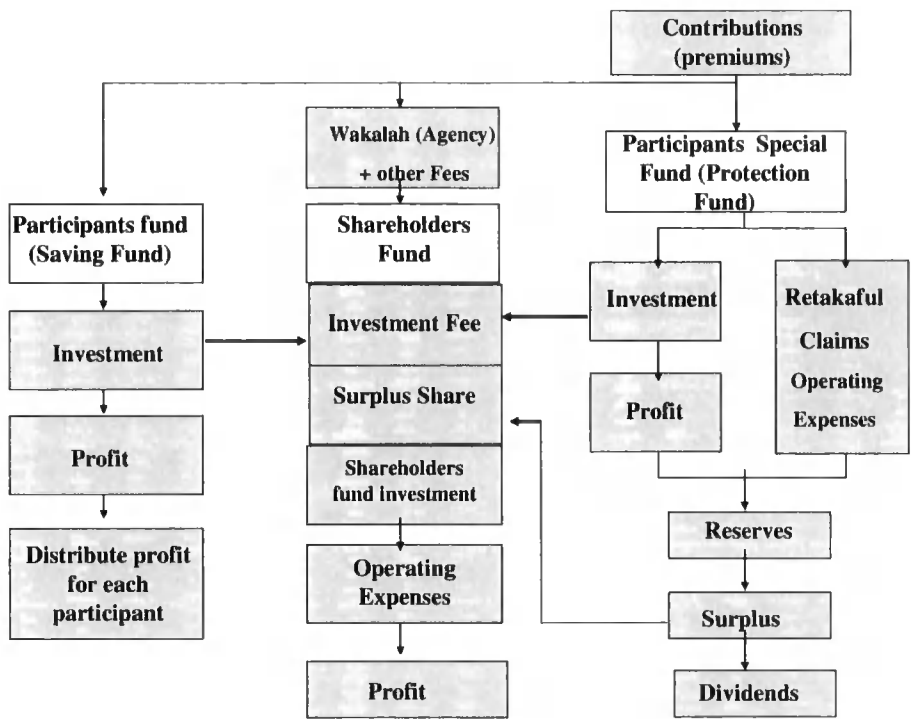 Contributions
(premiums)
Wakalah (Agency)
+ other Fees
Participants Special
Fund (Protection
Fund)
Participants fund
(Saving Fund)
Shareholders
Fund
Investment
Retakaful
Claims
Operating
Expenses
Investment Fee
Investment
Surplus Share
Profit
Profit
Shareholders
fund investment
Reserves
Distribute profit
for each
participant
Operating
Expenses
Surplus
Profit
Dividends